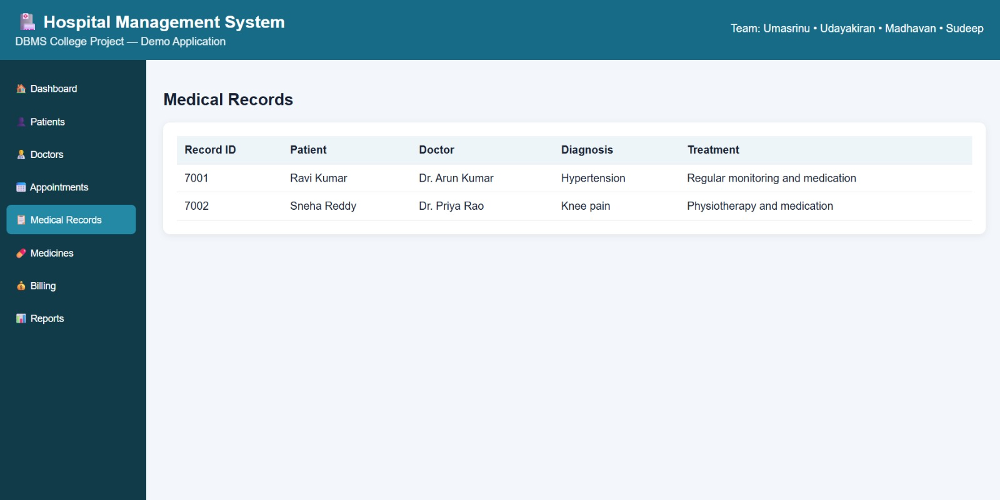 Hospital Management System
DBMS College Project — Demo Application
Team: Umasrinu • Udayakiran • Madhavan • Sudeep
Dashboard
Patients
Doctors
Appointments
Medical Records
Medicines
Billing
Reports
Medical Records
Record ID Patient Doctor Diagnosis Treatment
7001 Ravi Kumar Dr. Arun Kumar Hypertension Regular monitoring and medication
7002 Sneha Reddy Dr. Priya Rao Knee pain Physiotherapy and medication